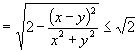 = √(2 − (x − y)² / (x² + y²)) ≤ √2